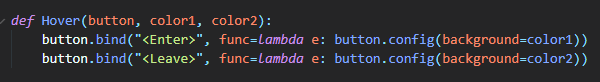 def Hover(button, color1, color2):
    button.bind("<Enter>", func=lambda e: button.config(background=color1))
    button.bind("<Leave>", func=lambda e: button.config(background=color2))